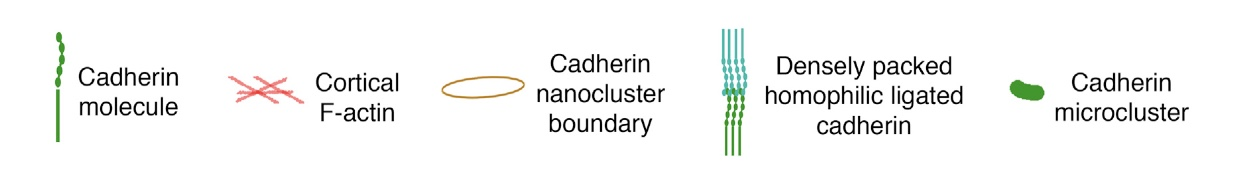 Cadherin
molecule
Cortical
F-actin
Cadherin
nanocluster
boundary
Densely packed
homophilic ligated
cadherin
Cadherin
microcluster